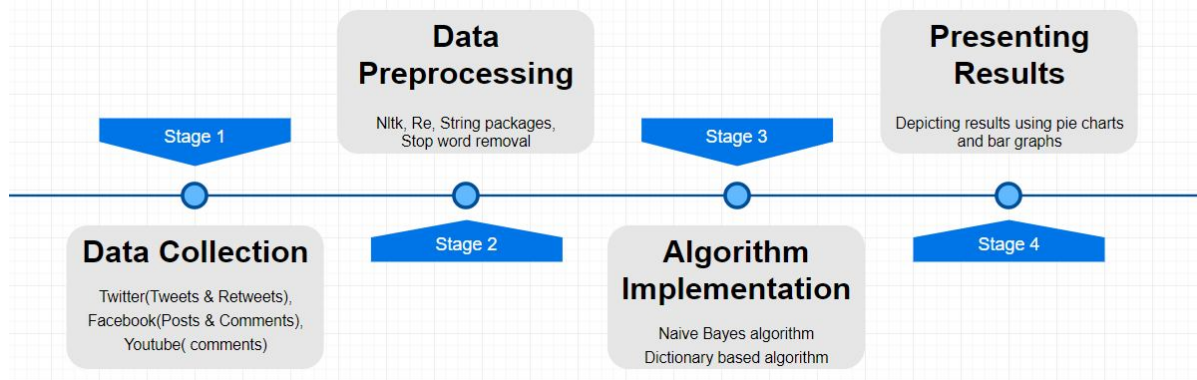 Stage 1
Data Collection
Twitter(Tweets & Retweets),
Facebook(Posts & Comments),
Youtube( comments)
Data
Preprocessing
Nltk, Re, String packages,
Stop word removal
Stage 2
Stage 3
Algorithm
Implementation
Naive Bayes algorithm
Dictionary based algorithm
Presenting
Results
Depicting results using pie charts
and bar graphs
Stage 4